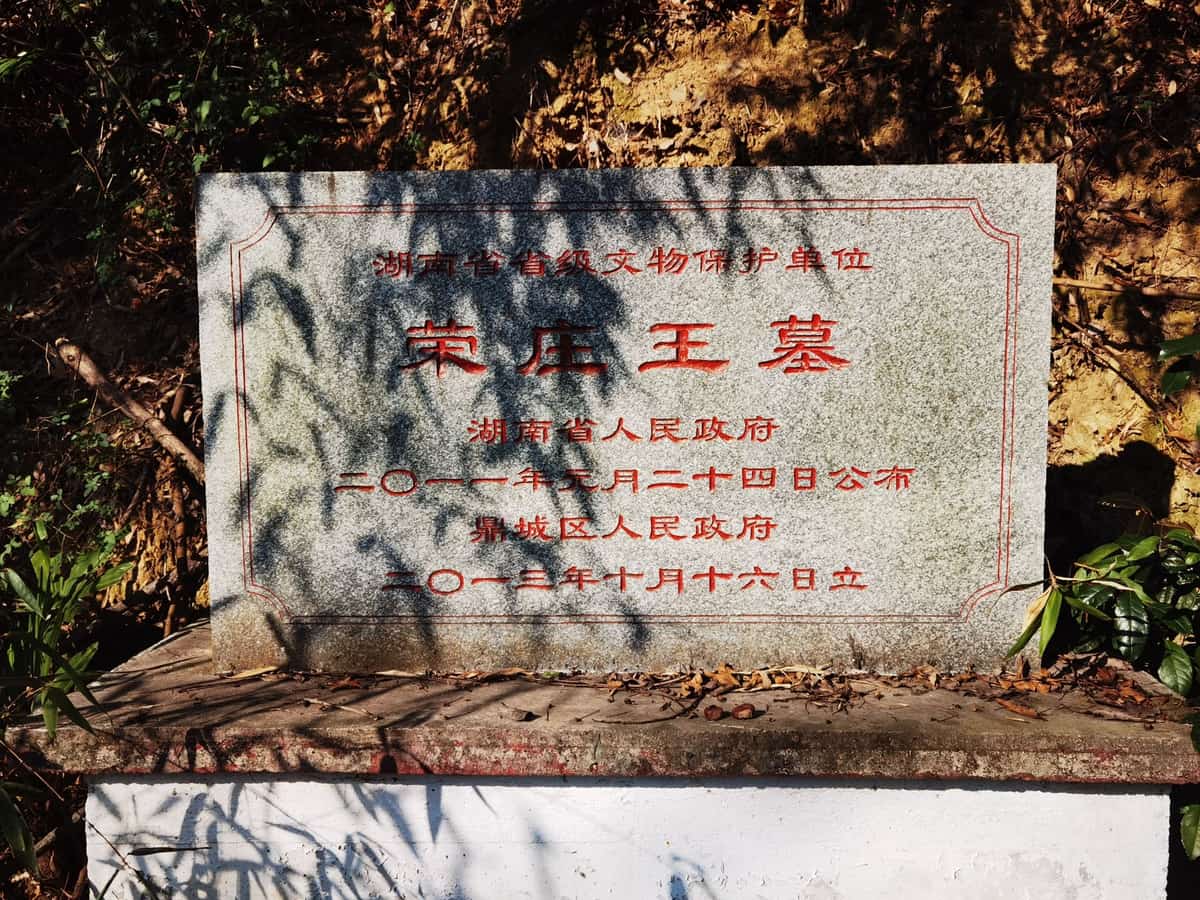 湖南省省级文物保护单位
荣庄王墓
湖南省人民政府
二〇一一年元月二十四日公布
鼎城区人民政府
二〇一三年十月十六日立